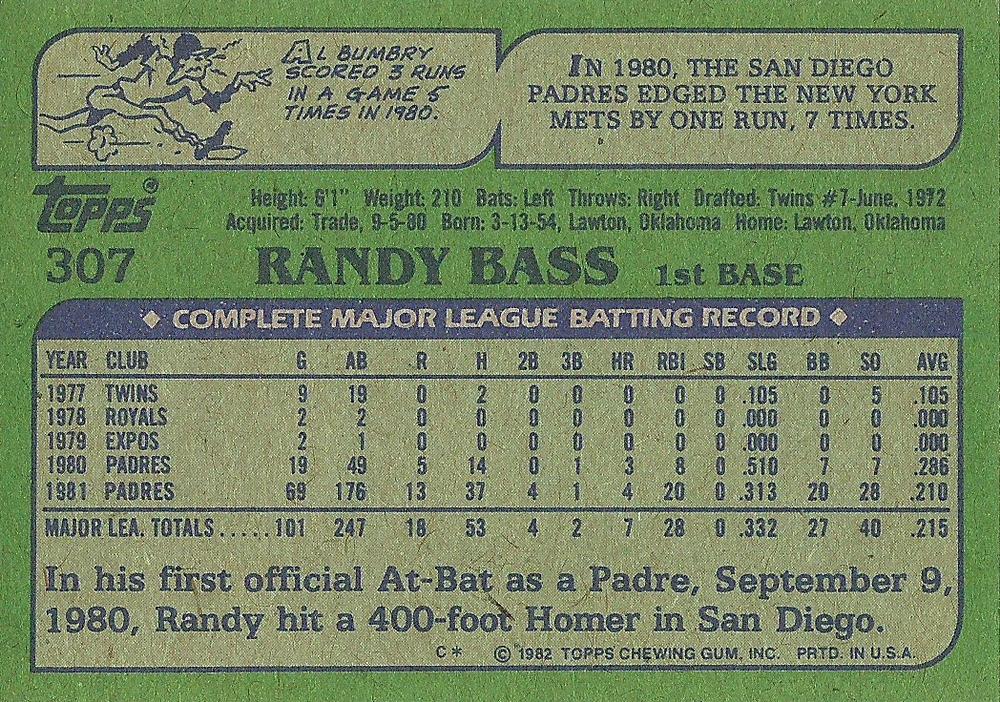 AL BUMBRY
SCORED 3 RUNS
IN A GAME 5
TIMES IN 1980.
IN 1980, THE SAN DIEGO
PADRES EDGED THE NEW YORK
METS BY ONE RUN, 7 TIMES.
TOPPS®
Height: 6'1" Weight: 210 Bats: Left Throws: Right Drafted: Twins #7-June, 1972
Acquired: Trade, 9-5-80 Born: 3-13-54, Lawton, Oklahoma Home: Lawton, Oklahoma
307 RANDY BASS 1st BASE
◆ COMPLETE MAJOR LEAGUE BATTING RECORD ◆
YEAR CLUB G AB R H 2B 3B HR RBI SB SLG BB SO AVG
1977 TWINS 9 19 0 2 0 0 0 0 0 .105 0 5 .105
1978 ROYALS 2 2 0 0 0 0 0 0 0 .000 0 0 .000
1979 EXPOS 2 1 0 0 0 0 0 0 0 .000 0 0 .000
1980 PADRES 19 49 5 14 0 1 3 8 0 .510 7 7 .286
1981 PADRES 69 176 13 37 4 1 4 20 0 .313 20 28 .210
MAJOR LEA. TOTALS.....101 247 18 53 4 2 7 28 0 .332 27 40 .215
In his first official At-Bat as a Padre, September 9,
1980, Randy hit a 400-foot Homer in San Diego.
C* © 1982 TOPPS CHEWING GUM, INC. PRTD. IN U.S.A.